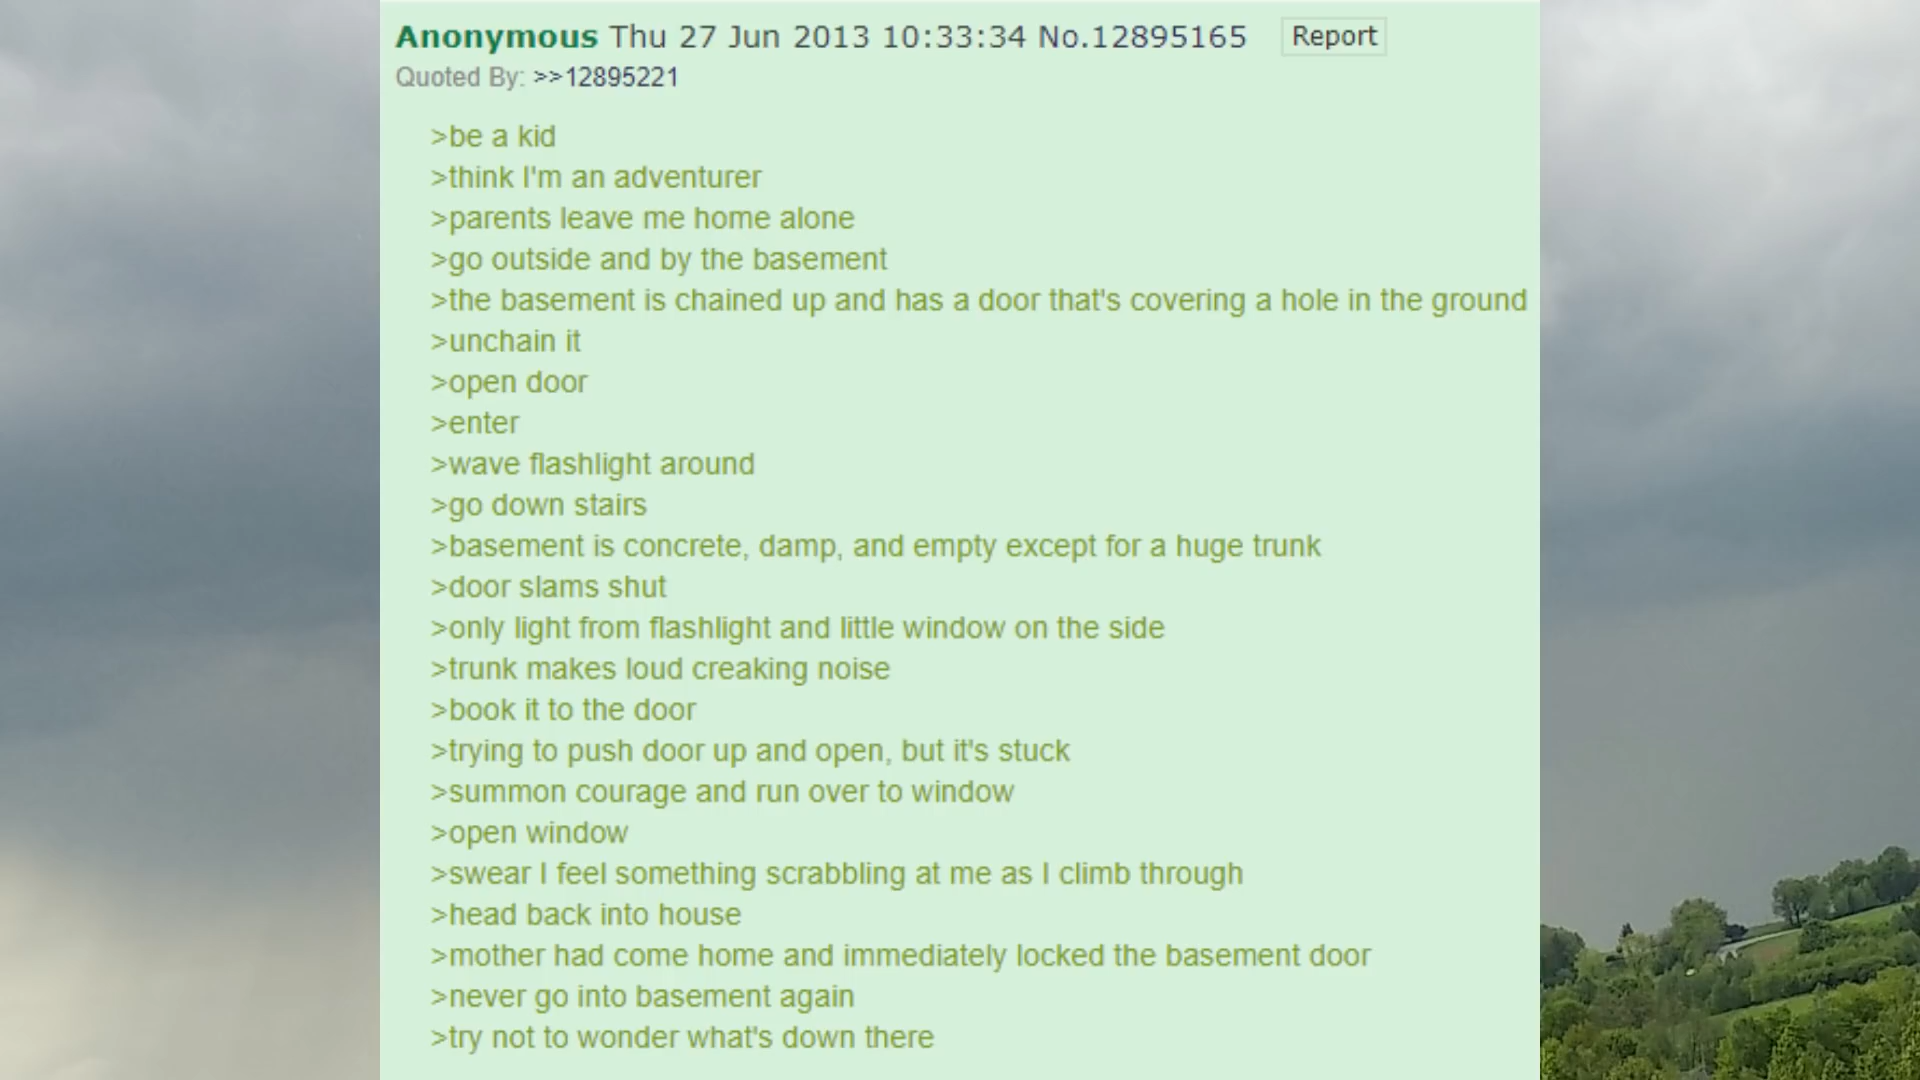 Anonymous Thu 27 Jun 2013 10:33:34 No.12895165 Report
Quoted By: >>12895221
>be a kid
>think I'm an adventurer
>parents leave me home alone
>go outside and by the basement
>the basement is chained up and has a door that's covering a hole in the ground
>unchain it
>open door
>enter
>wave flashlight around
>go down stairs
>basement is concrete, damp, and empty except for a huge trunk
>door slams shut
>only light from flashlight and little window on the side
>trunk makes loud creaking noise
>book it to the door
>trying to push door up and open, but it's stuck
>summon courage and run over to window
>open window
>swear I feel something scrabbling at me as I climb through
>head back into house
>mother had come home and immediately locked the basement door
>never go into basement again
>try not to wonder what's down there